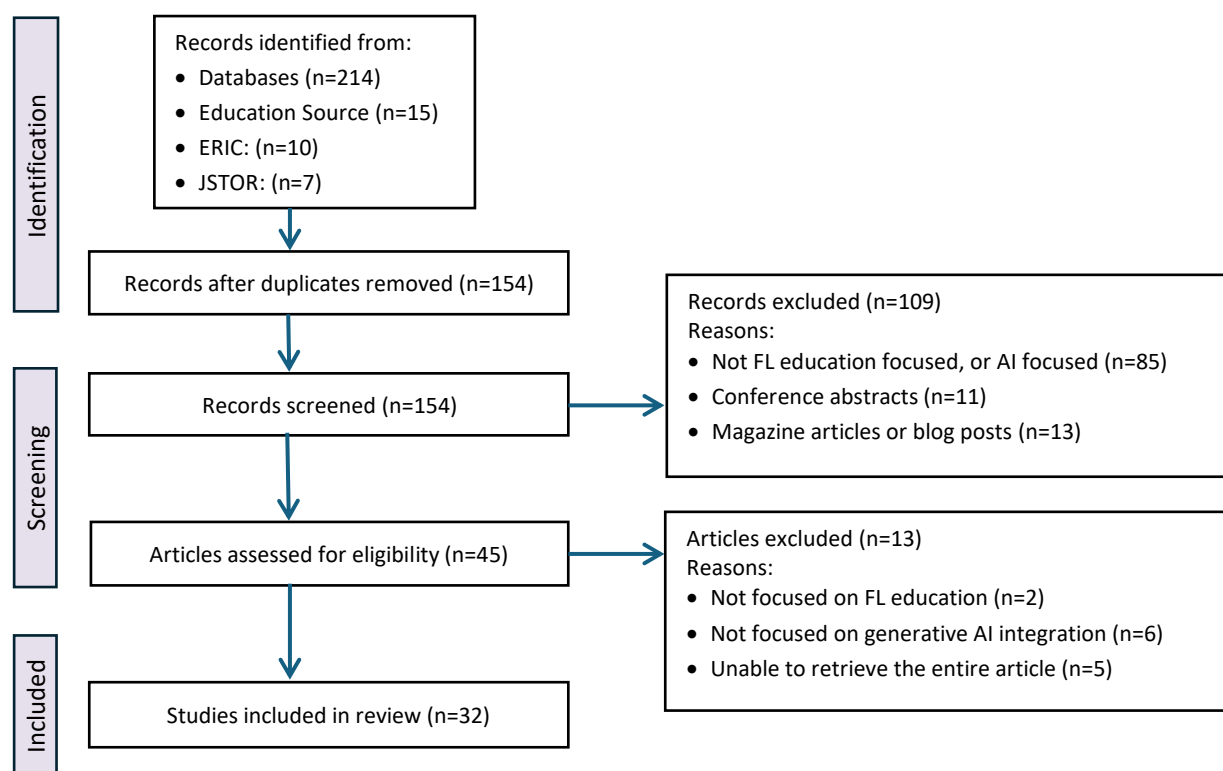 Identification
Records identified from:
• Databases (n=214)
• Education Source (n=15)
• ERIC: (n=10)
• JSTOR: (n=7)
Records after duplicates removed (n=154)
Screening
Records screened (n=154)
Records excluded (n=109)
Reasons:
• Not FL education focused, or AI focused (n=85)
• Conference abstracts (n=11)
• Magazine articles or blog posts (n=13)
Articles assessed for eligibility (n=45)
Articles excluded (n=13)
Reasons:
• Not focused on FL education (n=2)
• Not focused on generative AI integration (n=6)
• Unable to retrieve the entire article (n=5)
Included
Studies included in review (n=32)